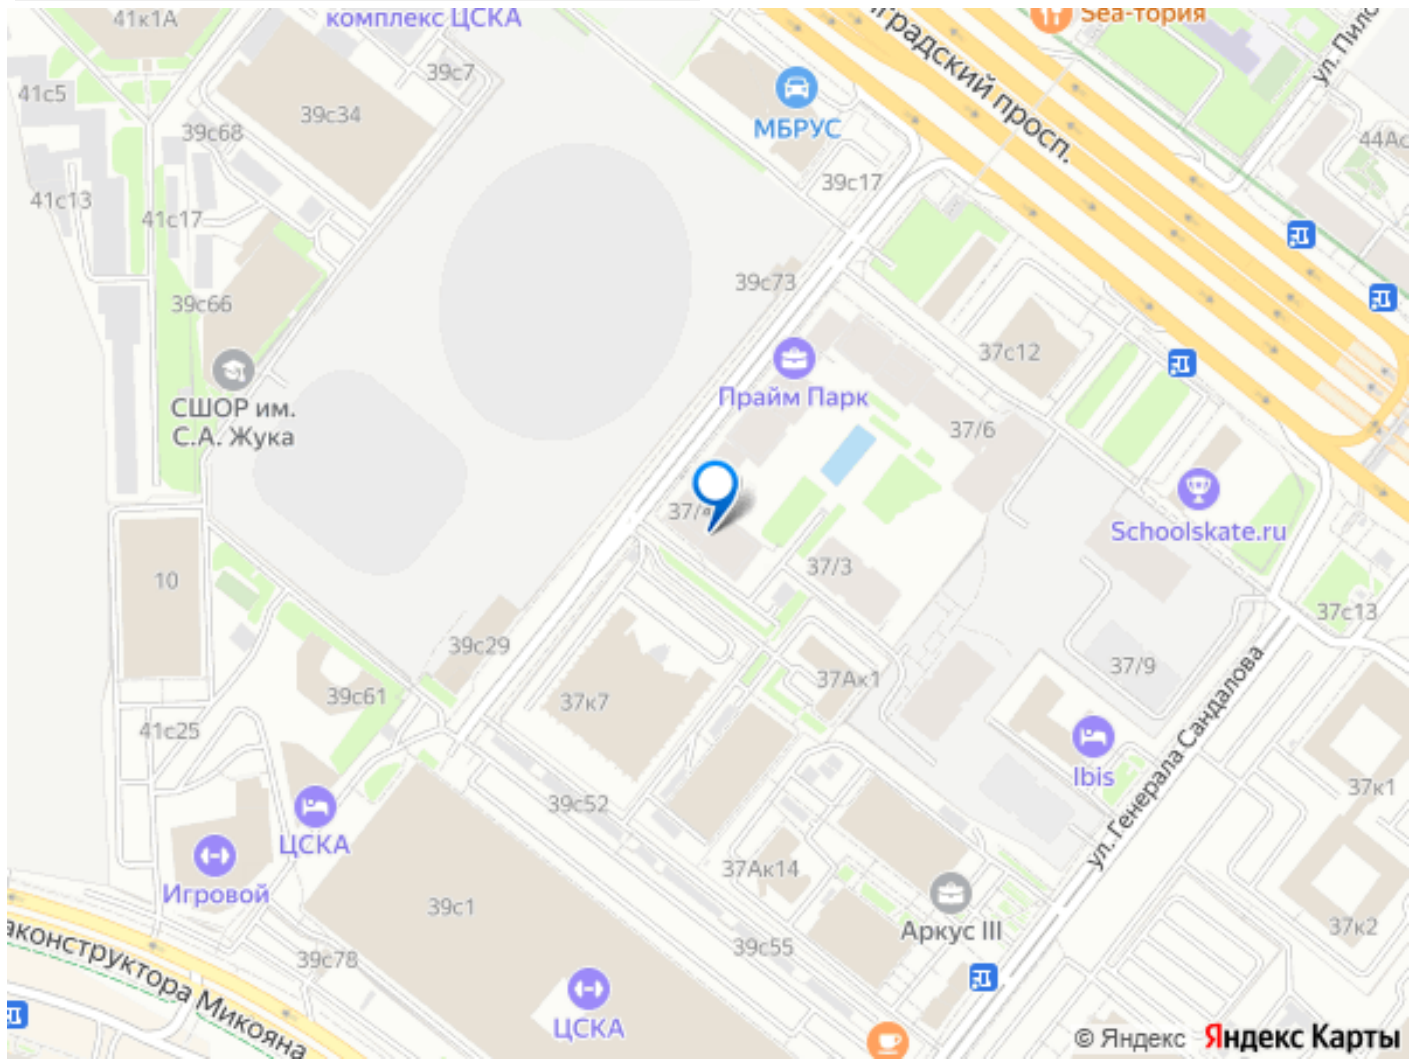 41к1А
комплекс ЦСКА
Sea-тория
ул. Пило
градский просп.
39с7
41с5
39с34
МБРУС
39с68
44Ас
39с17
41с13
41с17
39с73
39с66
37с12
Прайм Парк
СШОР им.
С.А. Жука
37/6
37/
Schoolskate.ru
10
37/3
37с13
39с29
37/9
39с61
37Ак1
37к7
41с25
ул. Генерала Сандалова
Ibis
37к1
39с52
ЦСКА
37Ак14
Игровой
39с1
Аркус III
37к2
39с55
аконструктора Микояна
39с78
ЦСКА
© Яндекс Яндекс Карты